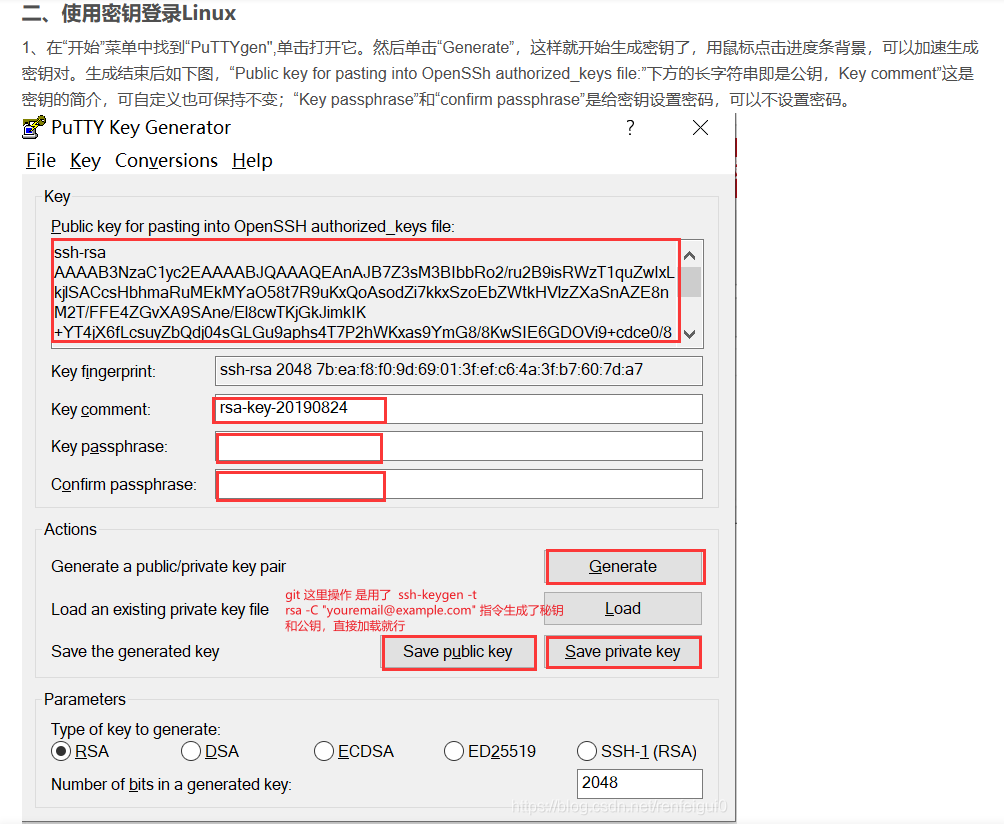 二、使用密钥登录Linux
1、在“开始”菜单中找到“PuTTYgen",单击打开它。然后单击“Generate”，这样就开始生成密钥了，用鼠标点击进度条背景，可以加速生成
密钥对。生成结束后如下图，“Public key for pasting into OpenSSh authorized_keys file:”下方的长字符串即是公钥，Key comment”这是
密钥的简介，可自定义也可保持不变；“Key passphrase”和“confirm passphrase”是给密钥设置密码，可以不设置密码。
PuTTY Key Generator ?
File Key Conversions Help
Key
Public key for pasting into OpenSSH authorized_keys file:
ssh-rsa
AAAAB3NzaC1yc2EAAAABJQAAAQEAnAJB7Z3sM3BIbbRo2/ru2B9isRWzT1quZwIxL
kjlSACcsHbhmaRuMEkMYaO58t7R9uKxQoAsodZi7kkxSzoEbZWtkHVlzZXaSnAZE8n
M2T/FFE4ZGvXA9SAne/El8cwTKjGkJimkIK
+YT4jX6fLcsuyZbQdj04sGLGu9aphs4T7P2hWKxas9YmG8/8KwSIE6GDOVi9+cdce0/8
Key fingerprint: ssh-rsa 2048 7b:ea:f8:f0:9d:69:01:3f:ef:c6:4a:3f:b7:60:7d:a7
Key comment: rsa-key-20190824
Key passphrase:
Confirm passphrase:
Actions
Generate a public/private key pair Generate
git 这里操作 是用了 ssh-keygen -t
Load an existing private key file rsa -C "youremail@example.com" 指令生成了秘钥 Load
和公钥，直接加载就行
Save the generated key Save public key Save private key
Parameters
Type of key to generate:
RSA DSA ECDSA ED25519 SSH-1 (RSA)
Number of bits in a generated key: 2048
https://blog.csdn.net/renfeigui0